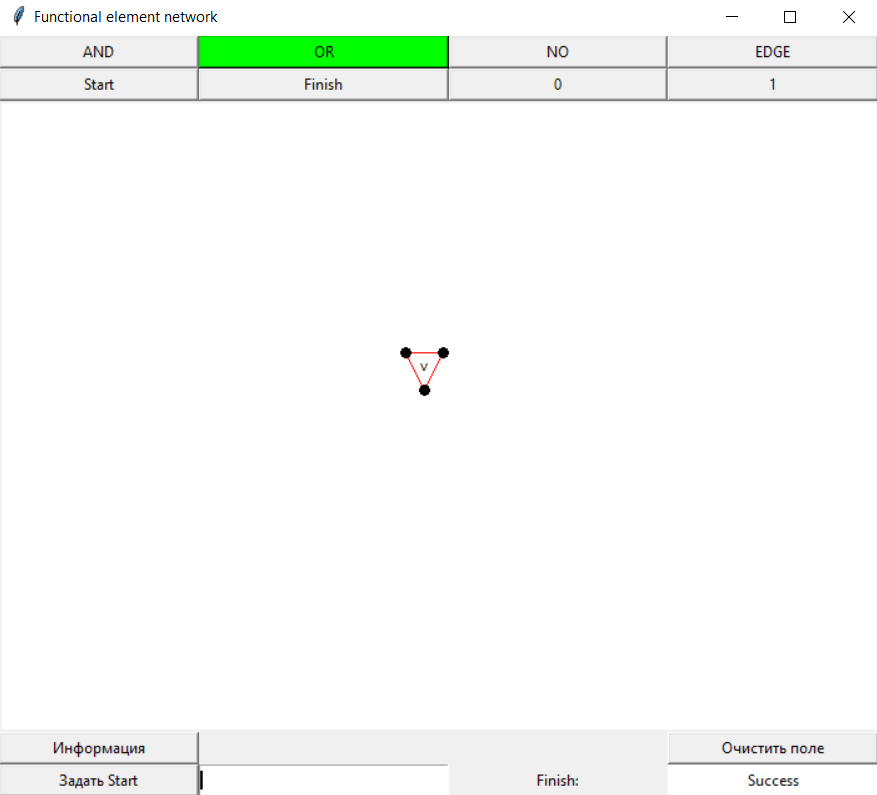 Functional element network
AND OR NO EDGE
Start Finish 0 1
v
Информация Очистить поле
Задать Start Finish: Success